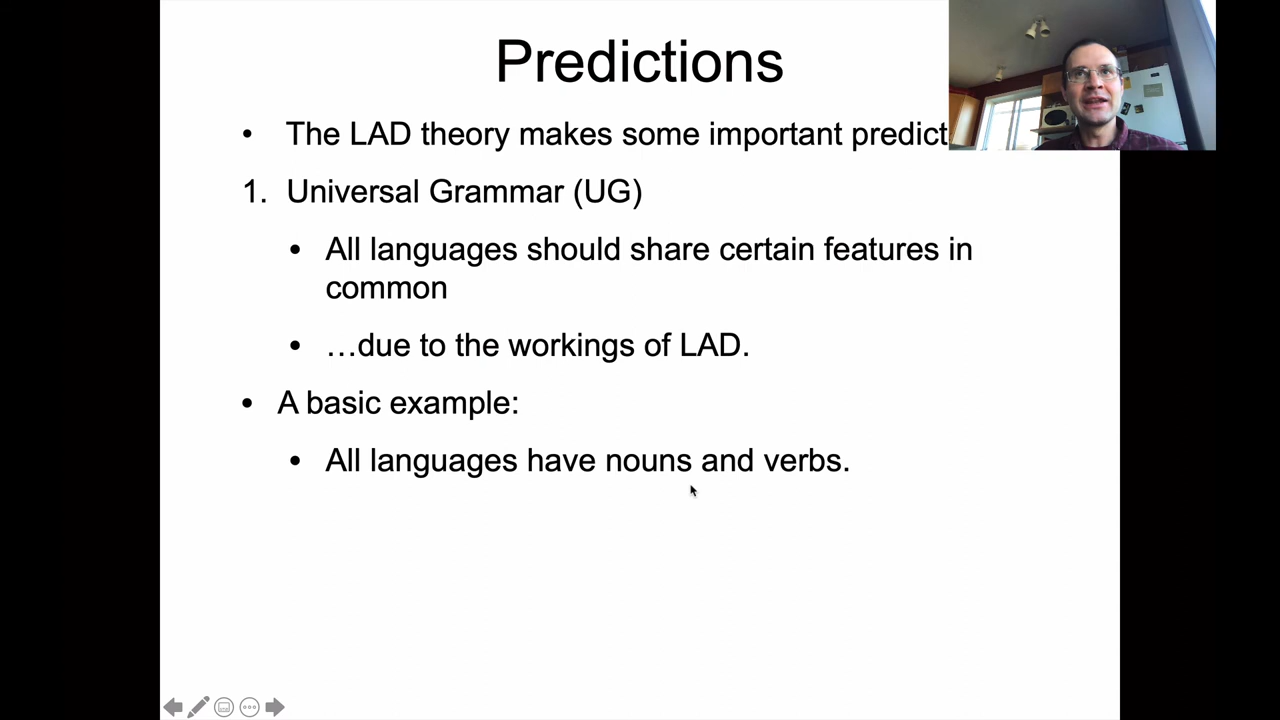 Predictions
• The LAD theory makes some important predict
1. Universal Grammar (UG)
• All languages should share certain features in
common
• …due to the workings of LAD.
• A basic example:
• All languages have nouns and verbs.